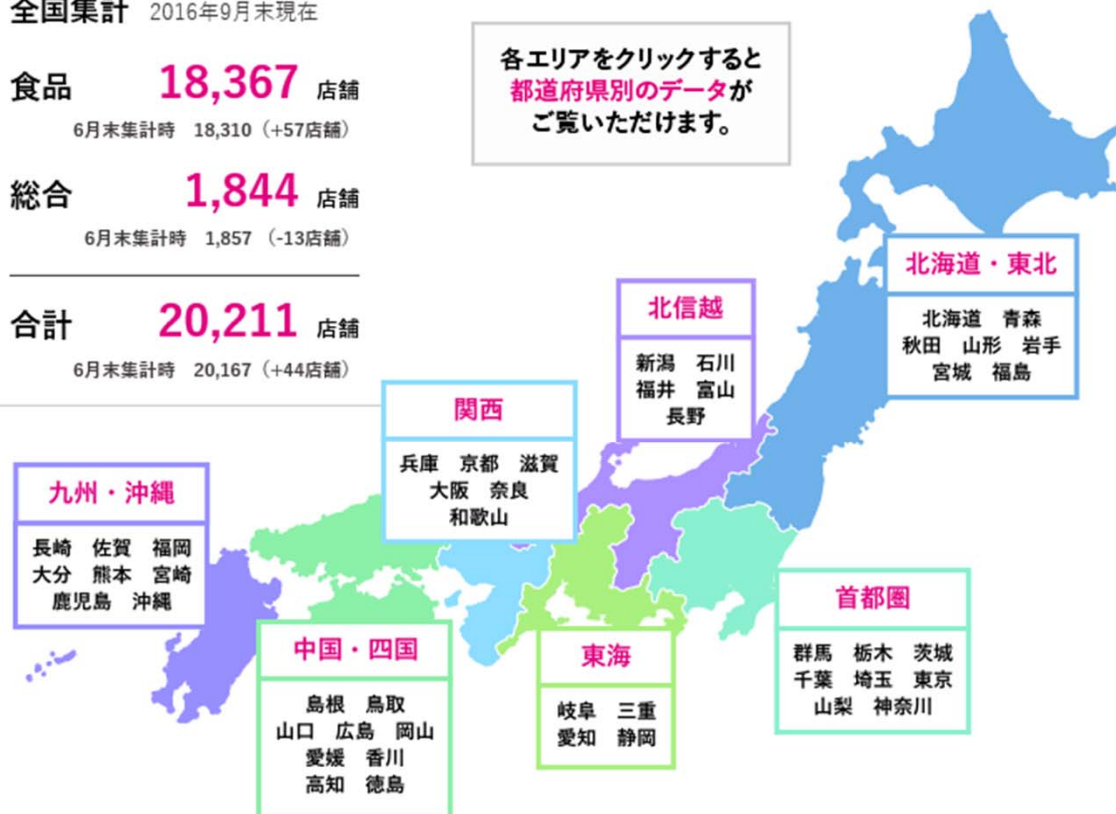 全国集計 2016年9月末現在
食品 18,367 店舗
6月末集計時 18,310（+57店舗）
総合 1,844 店舗
6月末集計時 1,857 （-13店舗）
合計 20,211 店舗
6月末集計時 20,167（+44店舗）
各エリアをクリックすると
都道府県別のデータが
ご覧いただけます。
北海道・東北
北海道 青森
秋田 山形 岩手
宮城 福島
北信越
新潟 石川
福井 富山
長野
関西
兵庫 京都 滋賀
大阪 奈良
和歌山
九州・沖縄
長崎 佐賀 福岡
大分 熊本 宮崎
鹿児島 沖縄
中国・四国
島根 鳥取
山口 広島 岡山
愛媛 香川
高知 徳島
東海
岐阜 三重
愛知 静岡
首都圏
群馬 栃木 茨城
千葉 埼玉 東京
山梨 神奈川